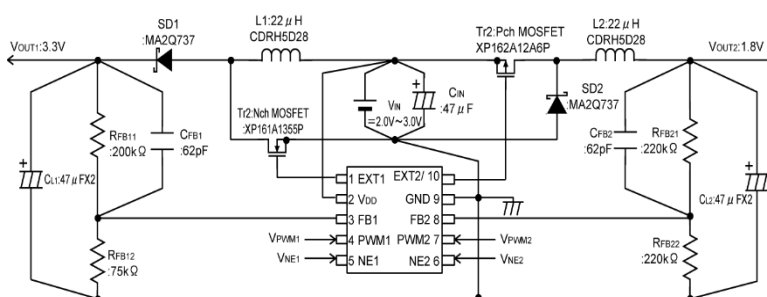 L1:22μH
CDRH5D28
SD1
:MA2Q737
VOUT1:3.3V
Tr2:Pch MOSFET
XP162A12A6P
L2:22μH
CDRH5D28
VOUT2:1.8V
SD2
:MA2Q737
CIN
:47μF
VIN
=2.0V~3.0V
Tr2:Nch MOSFET
:XP161A1355P
RFB11
:200kΩ
CFB1
:62pF
CFB2
:62pF
RFB21
:220kΩ
CL1:47μFX2
CL2:47μFX2
1 EXT1
EXT2/ 10
2 VDD
GND 9
3 FB1
FB2 8
VPWM1
4 PWM1
PWM2 7
VPWM2
VNE1
5 NE1
NE2 6
VNE2
RFB12
:75kΩ
RFB22
:220kΩ